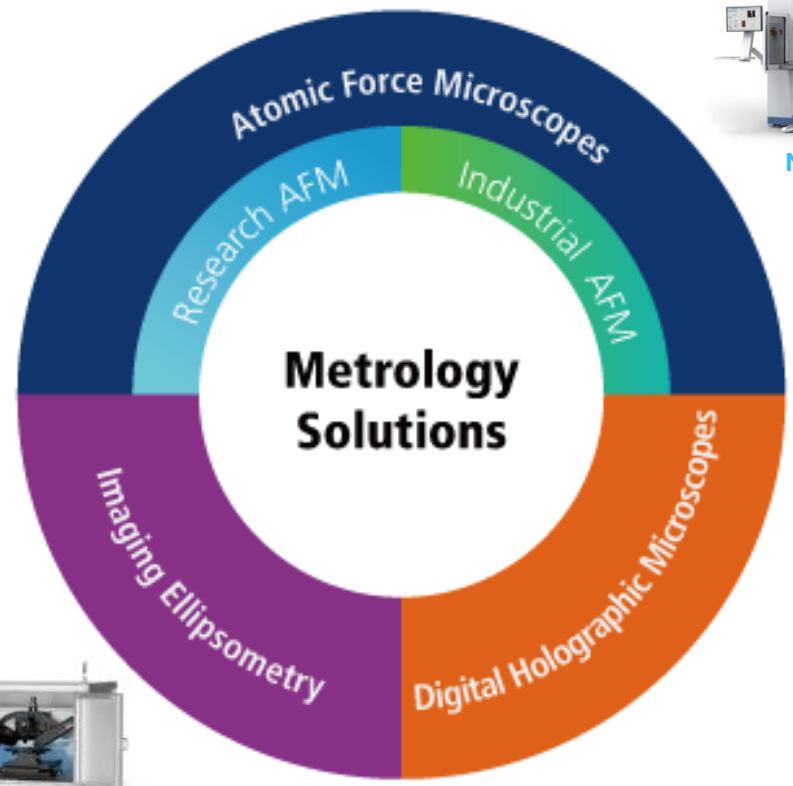 Atomic Force Microscopes
Research AFM
Industrial AFM
Metrology
Solutions
Imaging Ellipsometry
Digital Holographic Microscopes